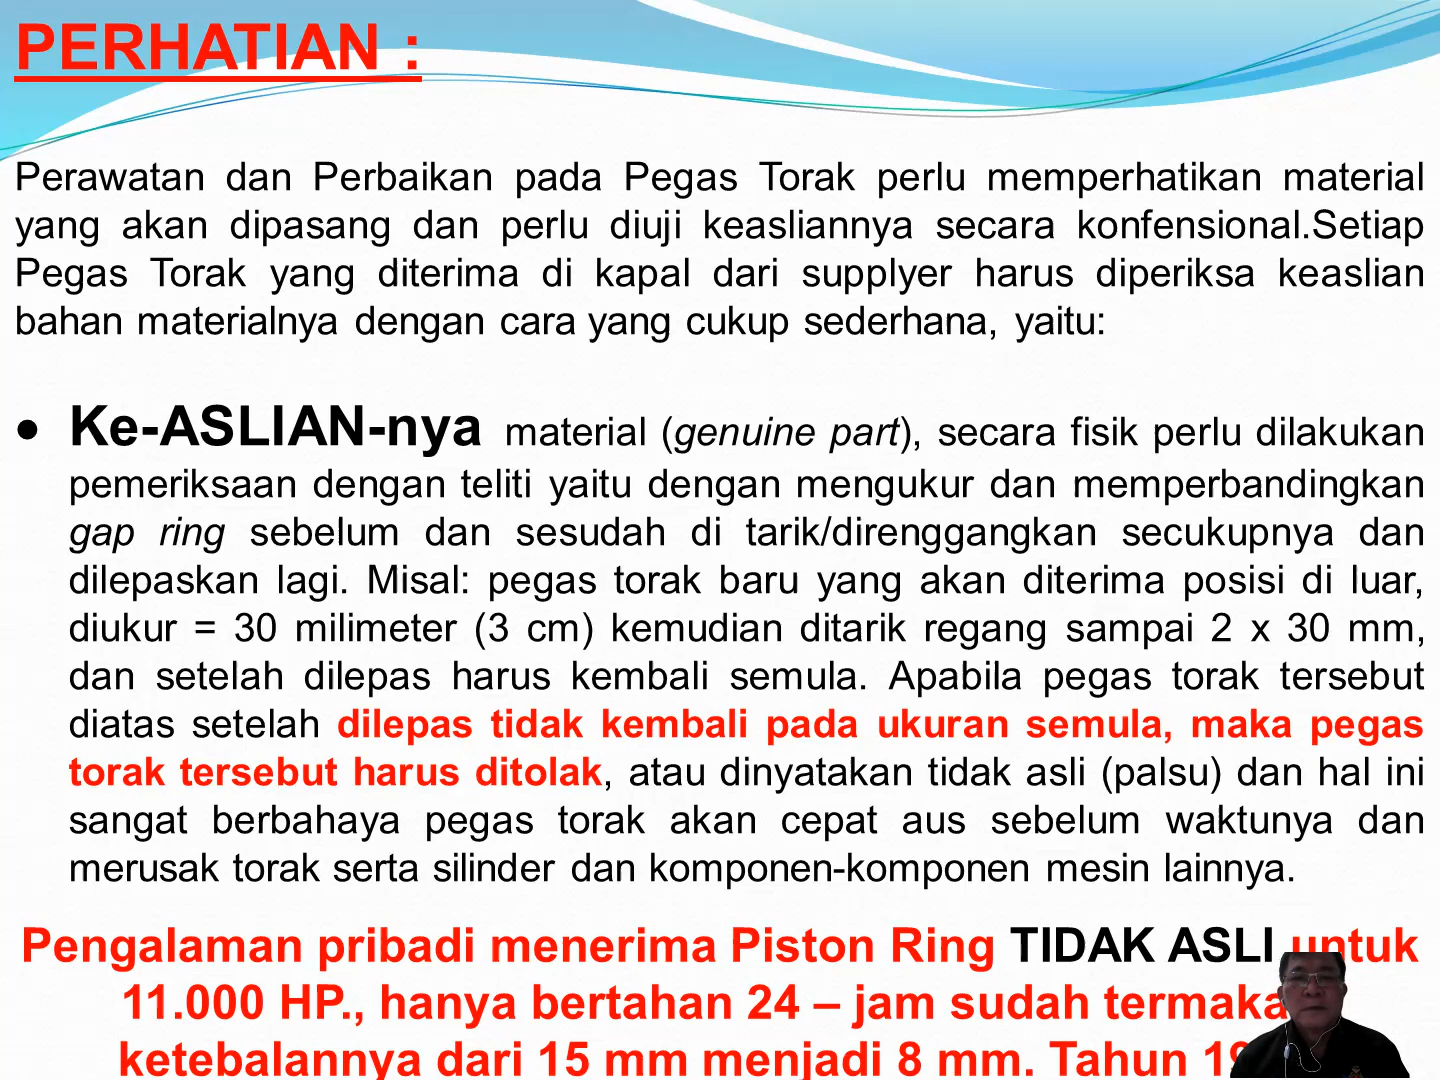 PERHATIAN :
Perawatan dan Perbaikan pada Pegas Torak perlu memperhatikan material
yang akan dipasang dan perlu diuji keasliannya secara konfensional.Setiap
Pegas Torak yang diterima di kapal dari supplyer harus diperiksa keaslian
bahan materialnya dengan cara yang cukup sederhana, yaitu:
• Ke-ASLIAN-nya material (genuine part), secara fisik perlu dilakukan
pemeriksaan dengan teliti yaitu dengan mengukur dan memperbandingkan
gap ring sebelum dan sesudah di tarik/direnggangkan secukupnya dan
dilepaskan lagi. Misal: pegas torak baru yang akan diterima posisi di luar,
diukur = 30 milimeter (3 cm) kemudian ditarik regang sampai 2 x 30 mm,
dan setelah dilepas harus kembali semula. Apabila pegas torak tersebut
diatas setelah dilepas tidak kembali pada ukuran semula, maka pegas
torak tersebut harus ditolak, atau dinyatakan tidak asli (palsu) dan hal ini
sangat berbahaya pegas torak akan cepat aus sebelum waktunya dan
merusak torak serta silinder dan komponen-komponen mesin lainnya.
Pengalaman pribadi menerima Piston Ring TIDAK ASLI untuk
11.000 HP., hanya bertahan 24 – jam sudah termaka
ketebalannya dari 15 mm menjadi 8 mm. Tahun